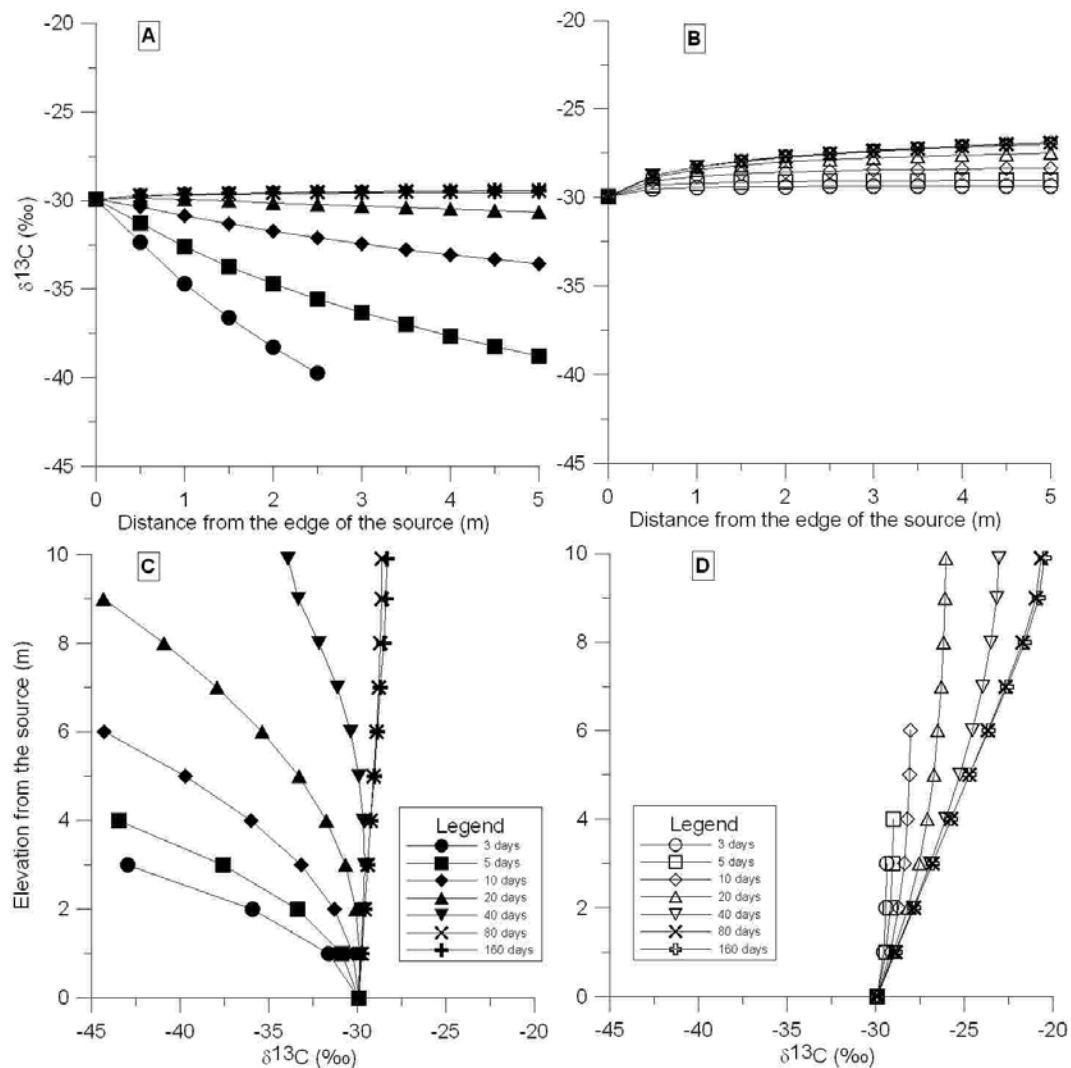 A
-20
-25
-30
-35
-40
-45
δ13C (‰)
0 1 2 3 4 5
Distance from the edge of the source (m)
B
-20
-25
-30
-35
-40
-45
0 1 2 3 4 5
Distance from the edge of the source (m)
C
10
8
6
4
2
0
Elevation from the source (m)
-45 -40 -35 -30 -25 -20
δ13C (‰)
Legend
3 days
5 days
10 days
20 days
40 days
80 days
160 days
D
10
8
6
4
2
0
-45 -40 -35 -30 -25 -20
δ13C (‰)
Legend
3 days
5 days
10 days
20 days
40 days
80 days
160 days